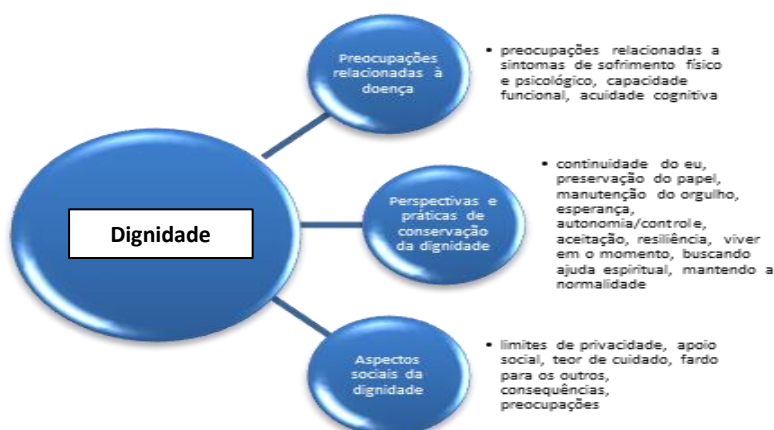 Dignidade
Preocupações
relacionadas à
doença
• preocupações relacionadas a
sintomas de sofrimento físico
e psicológico, capacidade
funcional, acuidade cognitiva
Perspectivas e
práticas de
conservação
da dignidade
• continuidade do eu,
preservação do papel,
manutenção do orgulho,
esperança,
autonomia/controle,
aceitação, resiliência, viver
em o momento, buscando
ajuda espiritual, mantendo a
normalidade
Aspectos
sociais da
dignidade
• limites de privacidade, apoio
social, teor de cuidado, fardo
para os outros,
consequências,
preocupações